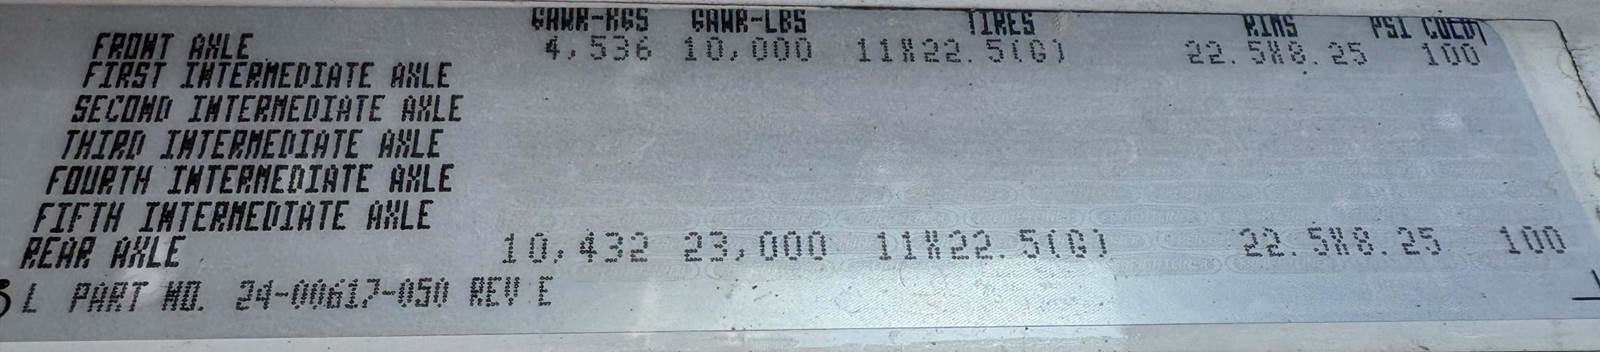 GAWR-KGS GAWR-LBS TIRES RIMS PSI COLD
FRONT AXLE 4,536 10,000 11X22.5(G) 22.5X8.25 100
FIRST INTERMEDIATE AXLE
SECOND INTERMEDIATE AXLE
THIRD INTERMEDIATE AXLE
FOURTH INTERMEDIATE AXLE
FIFTH INTERMEDIATE AXLE
REAR AXLE 10,432 23,000 11X22.5(G) 22.5X8.25 100
L PART NO. 24-00617-050 REV E